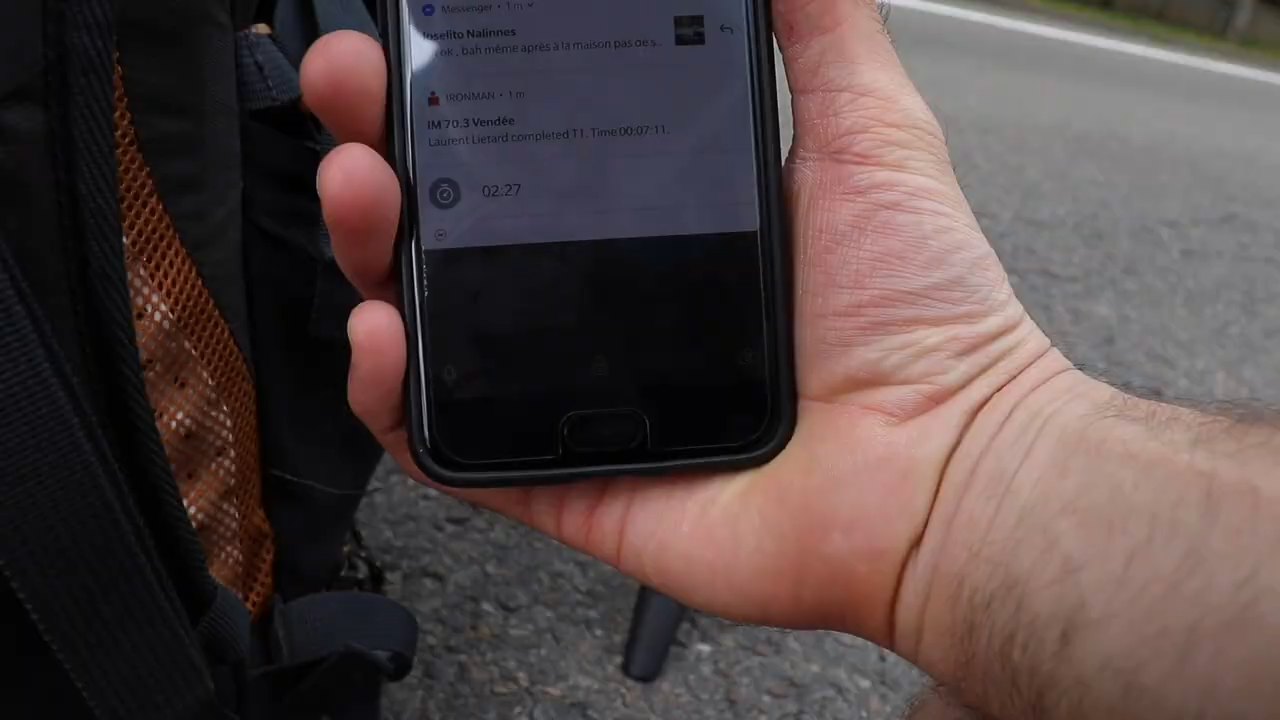 Messenger • 1 m
Joselito Nalinnes
ok , bah même après à la maison pas de s...
IRONMAN • 1 m
IM 70.3 Vendée
Laurent Lietard completed T1. Time 00:07:11.
02:27